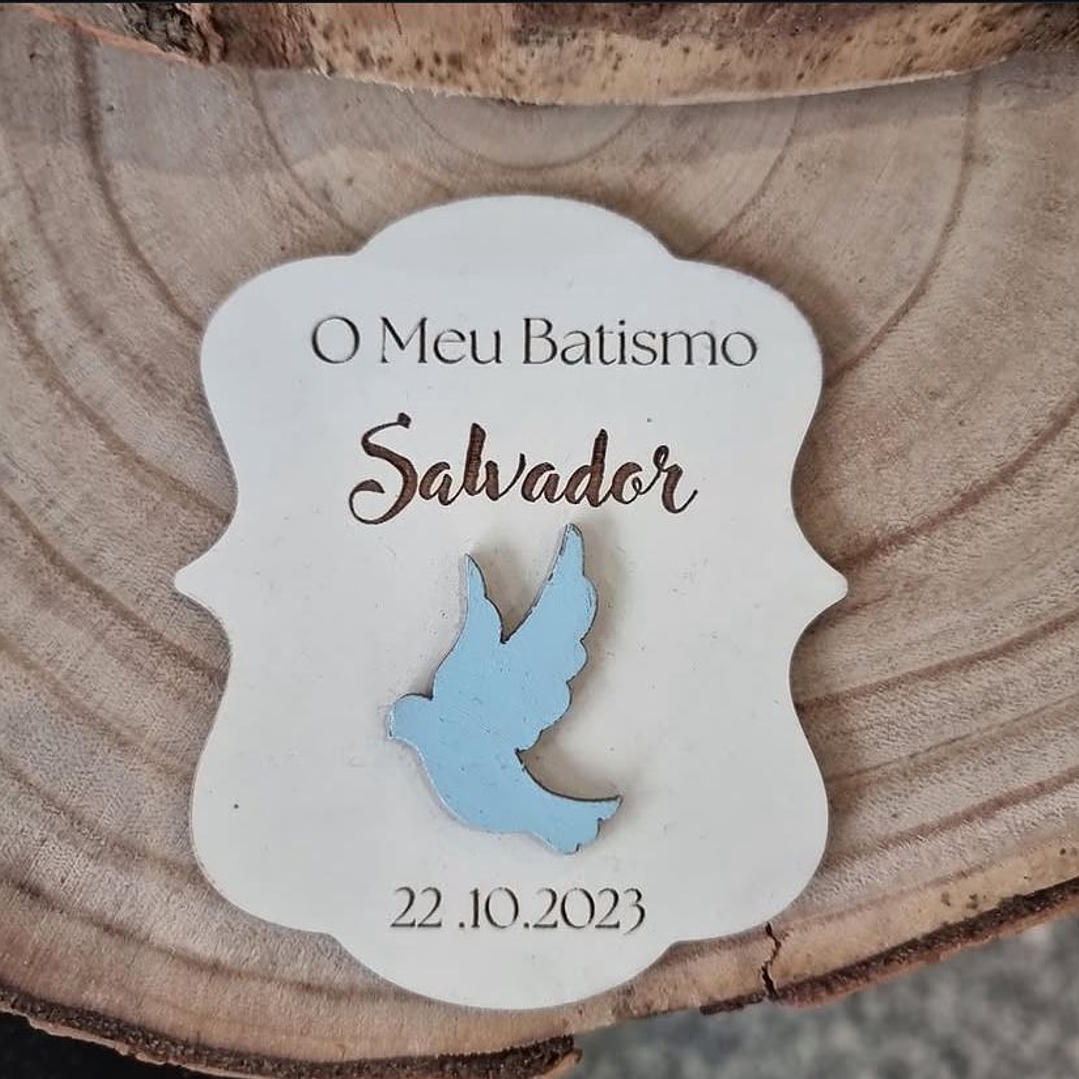 O Meu Batismo
Salvador
22 .10.2023